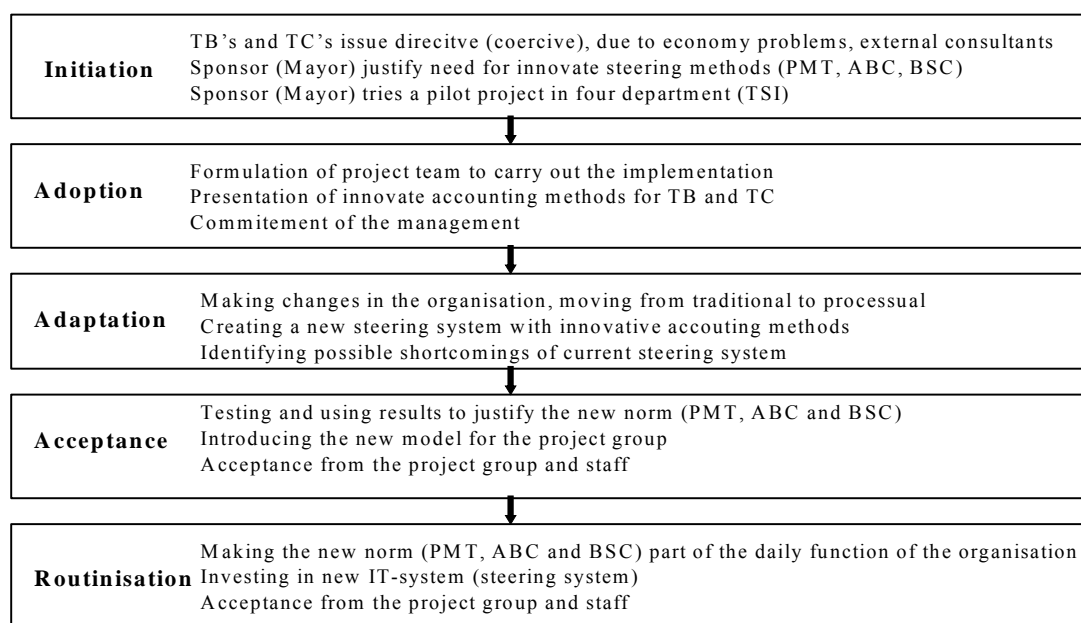 TB's and TC's issue direcitve (coercive), due to economy problems, external consultants
Initiation
Sponsor (Mayor) justify need for innovate steering methods (PMT, ABC, BSC)
Sponsor (Mayor) tries a pilot project in four department (TSI)
Formulation of project team to carry out the implementation
Adoption
Presentation of innovate accounting methods for TB and TC
Commitement of the management
Making changes in the organisation, moving from traditional to processual
Adaptation
Creating a new steering system with innovative accouting methods
Identifying possible shortcomings of current steering system
Testing and using results to justify the new norm (PMT, ABC and BSC)
Acceptance
Introducing the new model for the project group
Acceptance from the project group and staff
Making the new norm (PMT, ABC and BSC) part of the daily function of the organisation
Routinisation
Investing in new IT-system (steering system)
Acceptance from the project group and staff